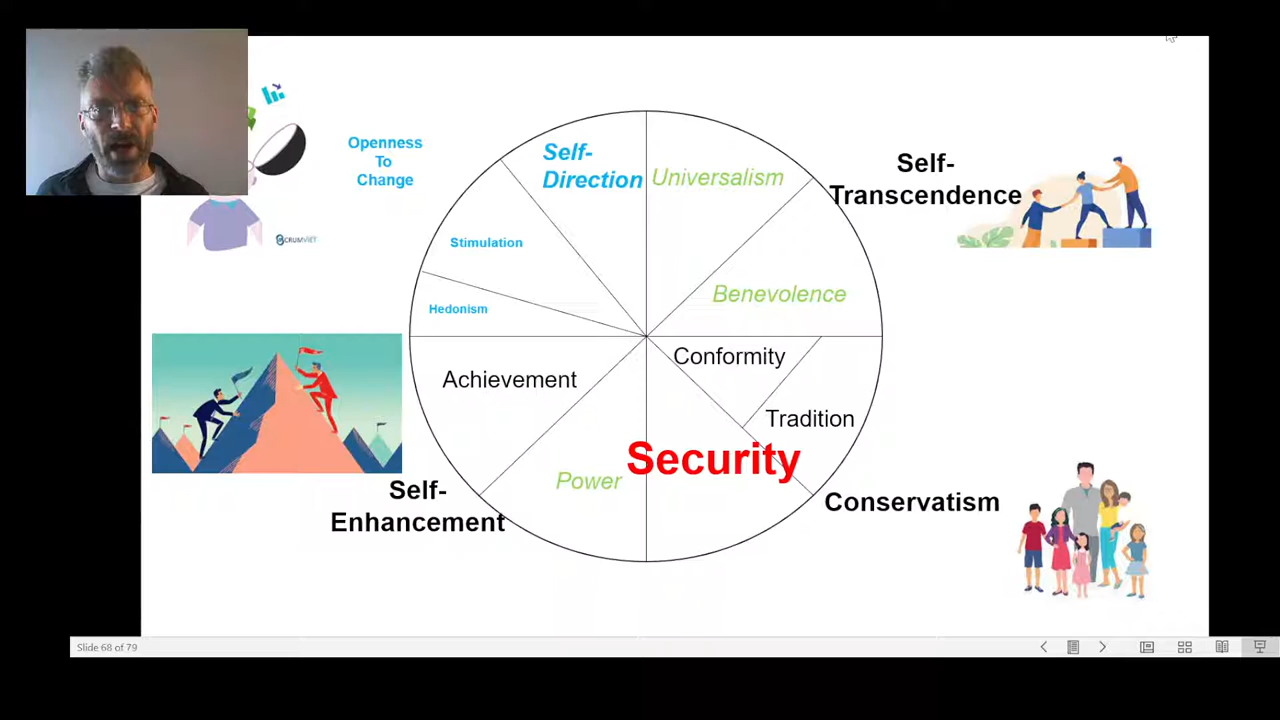 Openness
To
Change
Self-
Direction
Universalism
Self-
Transcendence
CRUMVIET
Stimulation
Benevolence
Hedonism
Conformity
Achievement
Tradition
Security
Power
Self-
Enhancement
Conservatism
Slide 68 of 79